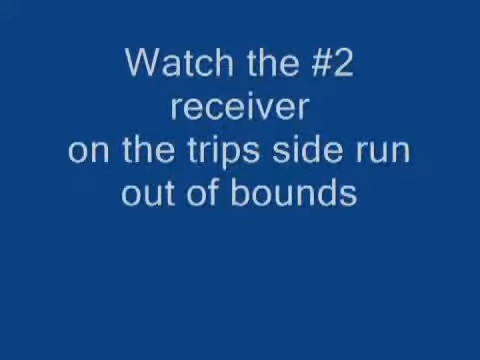 Watch the #2
receiver
on the trips side run
out of bounds